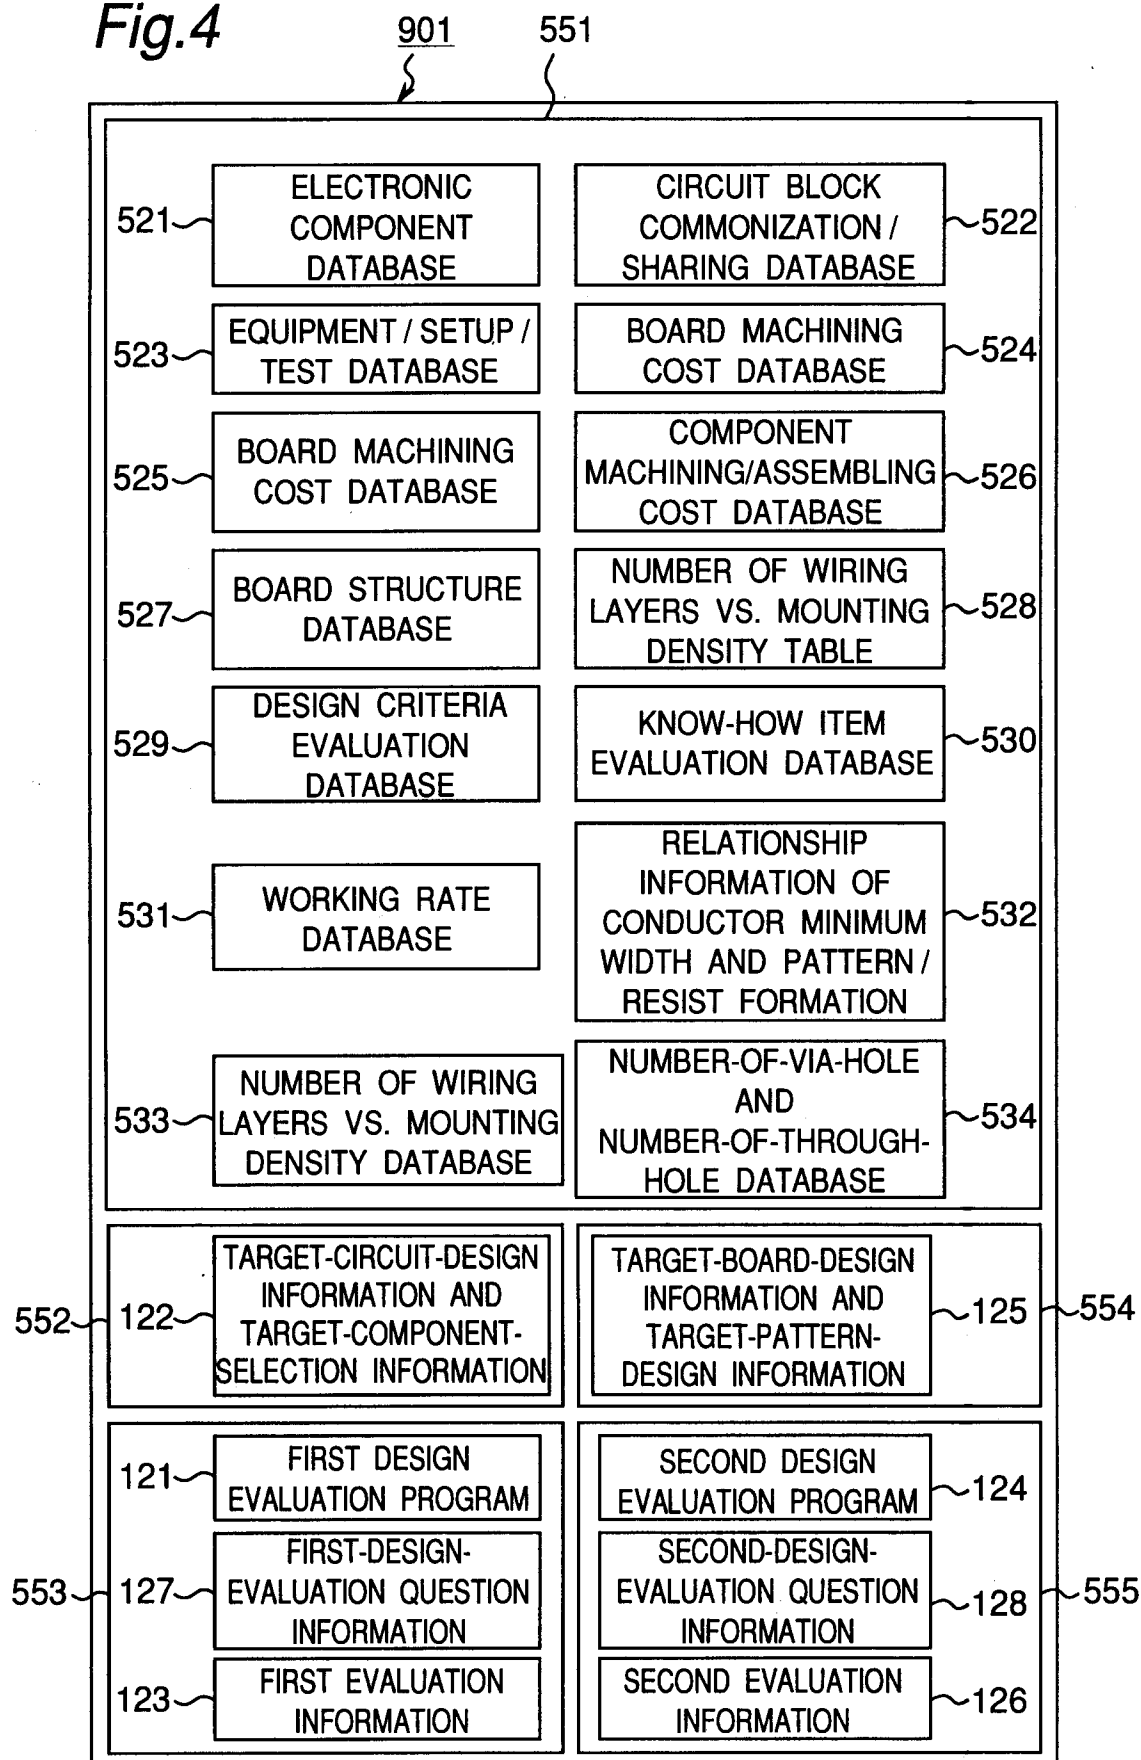 Fig.4
901
551
521
ELECTRONIC
COMPONENT
DATABASE
CIRCUIT BLOCK
COMMONIZATION /
SHARING DATABASE
522
523
EQUIPMENT / SETUP /
TEST DATABASE
BOARD MACHINING
COST DATABASE
524
525
BOARD MACHINING
COST DATABASE
COMPONENT
MACHINING/ASSEMBLING
COST DATABASE
526
527
BOARD STRUCTURE
DATABASE
NUMBER OF WIRING
LAYERS VS. MOUNTING
DENSITY TABLE
528
529
DESIGN CRITERIA
EVALUATION
DATABASE
KNOW-HOW ITEM
EVALUATION DATABASE
530
531
WORKING RATE
DATABASE
RELATIONSHIP
INFORMATION OF
CONDUCTOR MINIMUM
WIDTH AND PATTERN /
RESIST FORMATION
532
533
NUMBER OF WIRING
LAYERS VS. MOUNTING
DENSITY DATABASE
NUMBER-OF-VIA-HOLE
AND
NUMBER-OF-THROUGH-
HOLE DATABASE
534
552
122
TARGET-CIRCUIT-DESIGN
INFORMATION AND
TARGET-COMPONENT-
SELECTION INFORMATION
TARGET-BOARD-DESIGN
INFORMATION AND
TARGET-PATTERN-
DESIGN INFORMATION
125
554
121
FIRST DESIGN
EVALUATION PROGRAM
SECOND DESIGN
EVALUATION PROGRAM
124
553
127
FIRST-DESIGN-
EVALUATION QUESTION
INFORMATION
SECOND-DESIGN-
EVALUATION QUESTION
INFORMATION
128
555
123
FIRST EVALUATION
INFORMATION
SECOND EVALUATION
INFORMATION
126